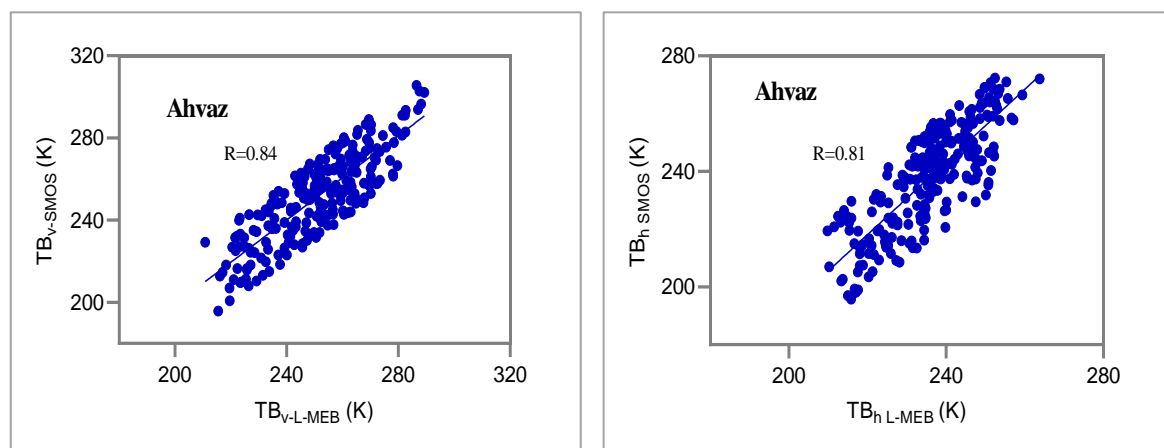 320
280
240
200
TBv-SMOS (K)
Ahvaz
R=0.84
200 240 280 320
TBv-L-MEB (K)
280
240
200
TBh SMOS (K)
Ahvaz
R=0.81
200 240 280
TBh L-MEB (K)